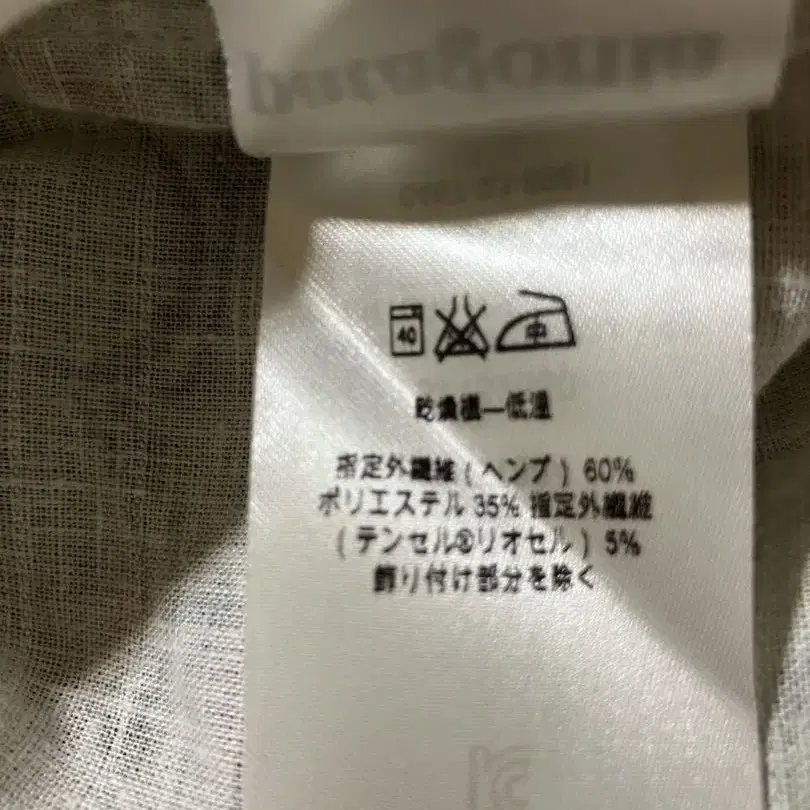 patagonia
40 中
乾燥機―低温
指定外繊維 ( ヘンプ ) 60%
ポリエステル 35% 指定外繊維
( テンセル®リオセル ) 5%
飾り付け部分を除く